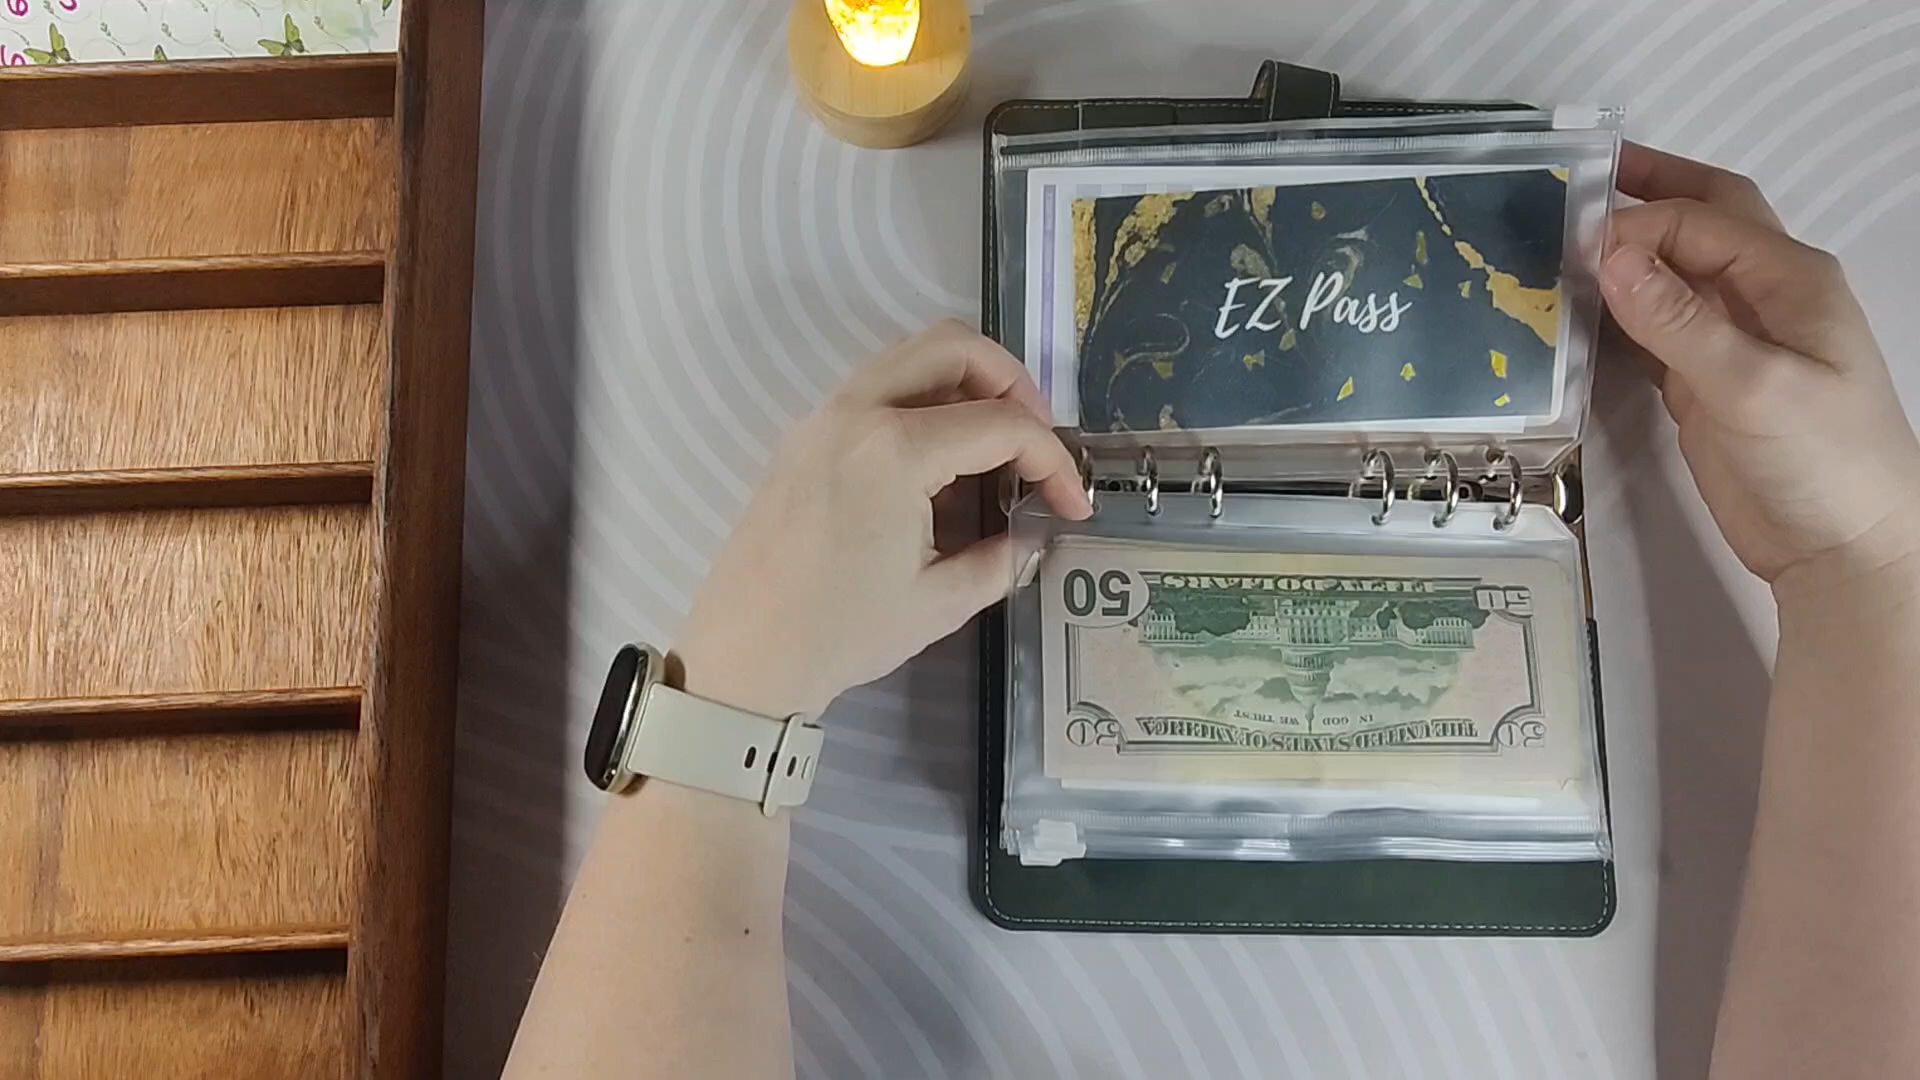 EZ Pass
50
FIFTY DOLLARS
50
IN GOD WE TRUST
50
THE UNITED STATES OF AMERICA
50